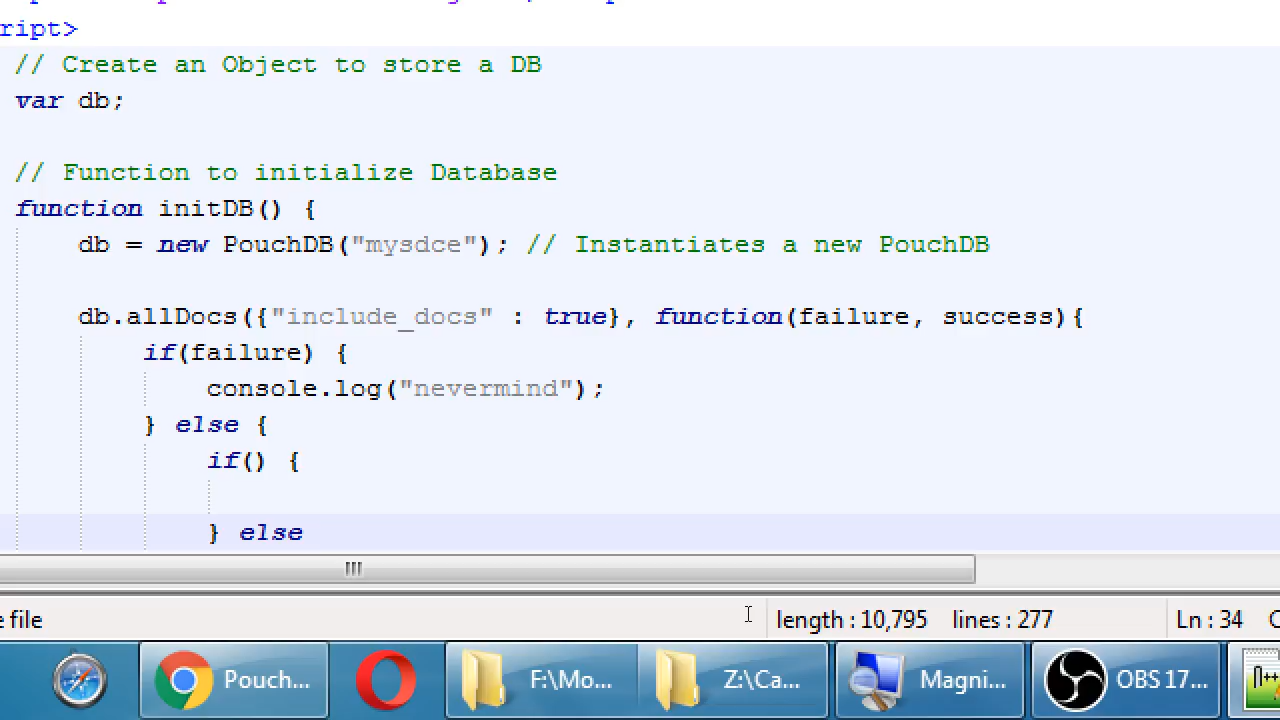 ript>
// Create an Object to store a DB
var db;
// Function to initialize Database
function initDB() {
db = new PouchDB("mysdce"); // Instantiates a new PouchDB
db.allDocs({"include_docs" : true}, function(failure, success){
if(failure) {
console.log("nevermind");
} else {
if() {
} else
e file length : 10,795 lines : 277 Ln : 34 C
Pouch... F:\Mo... Z:\Ca... Magni... OBS 17...